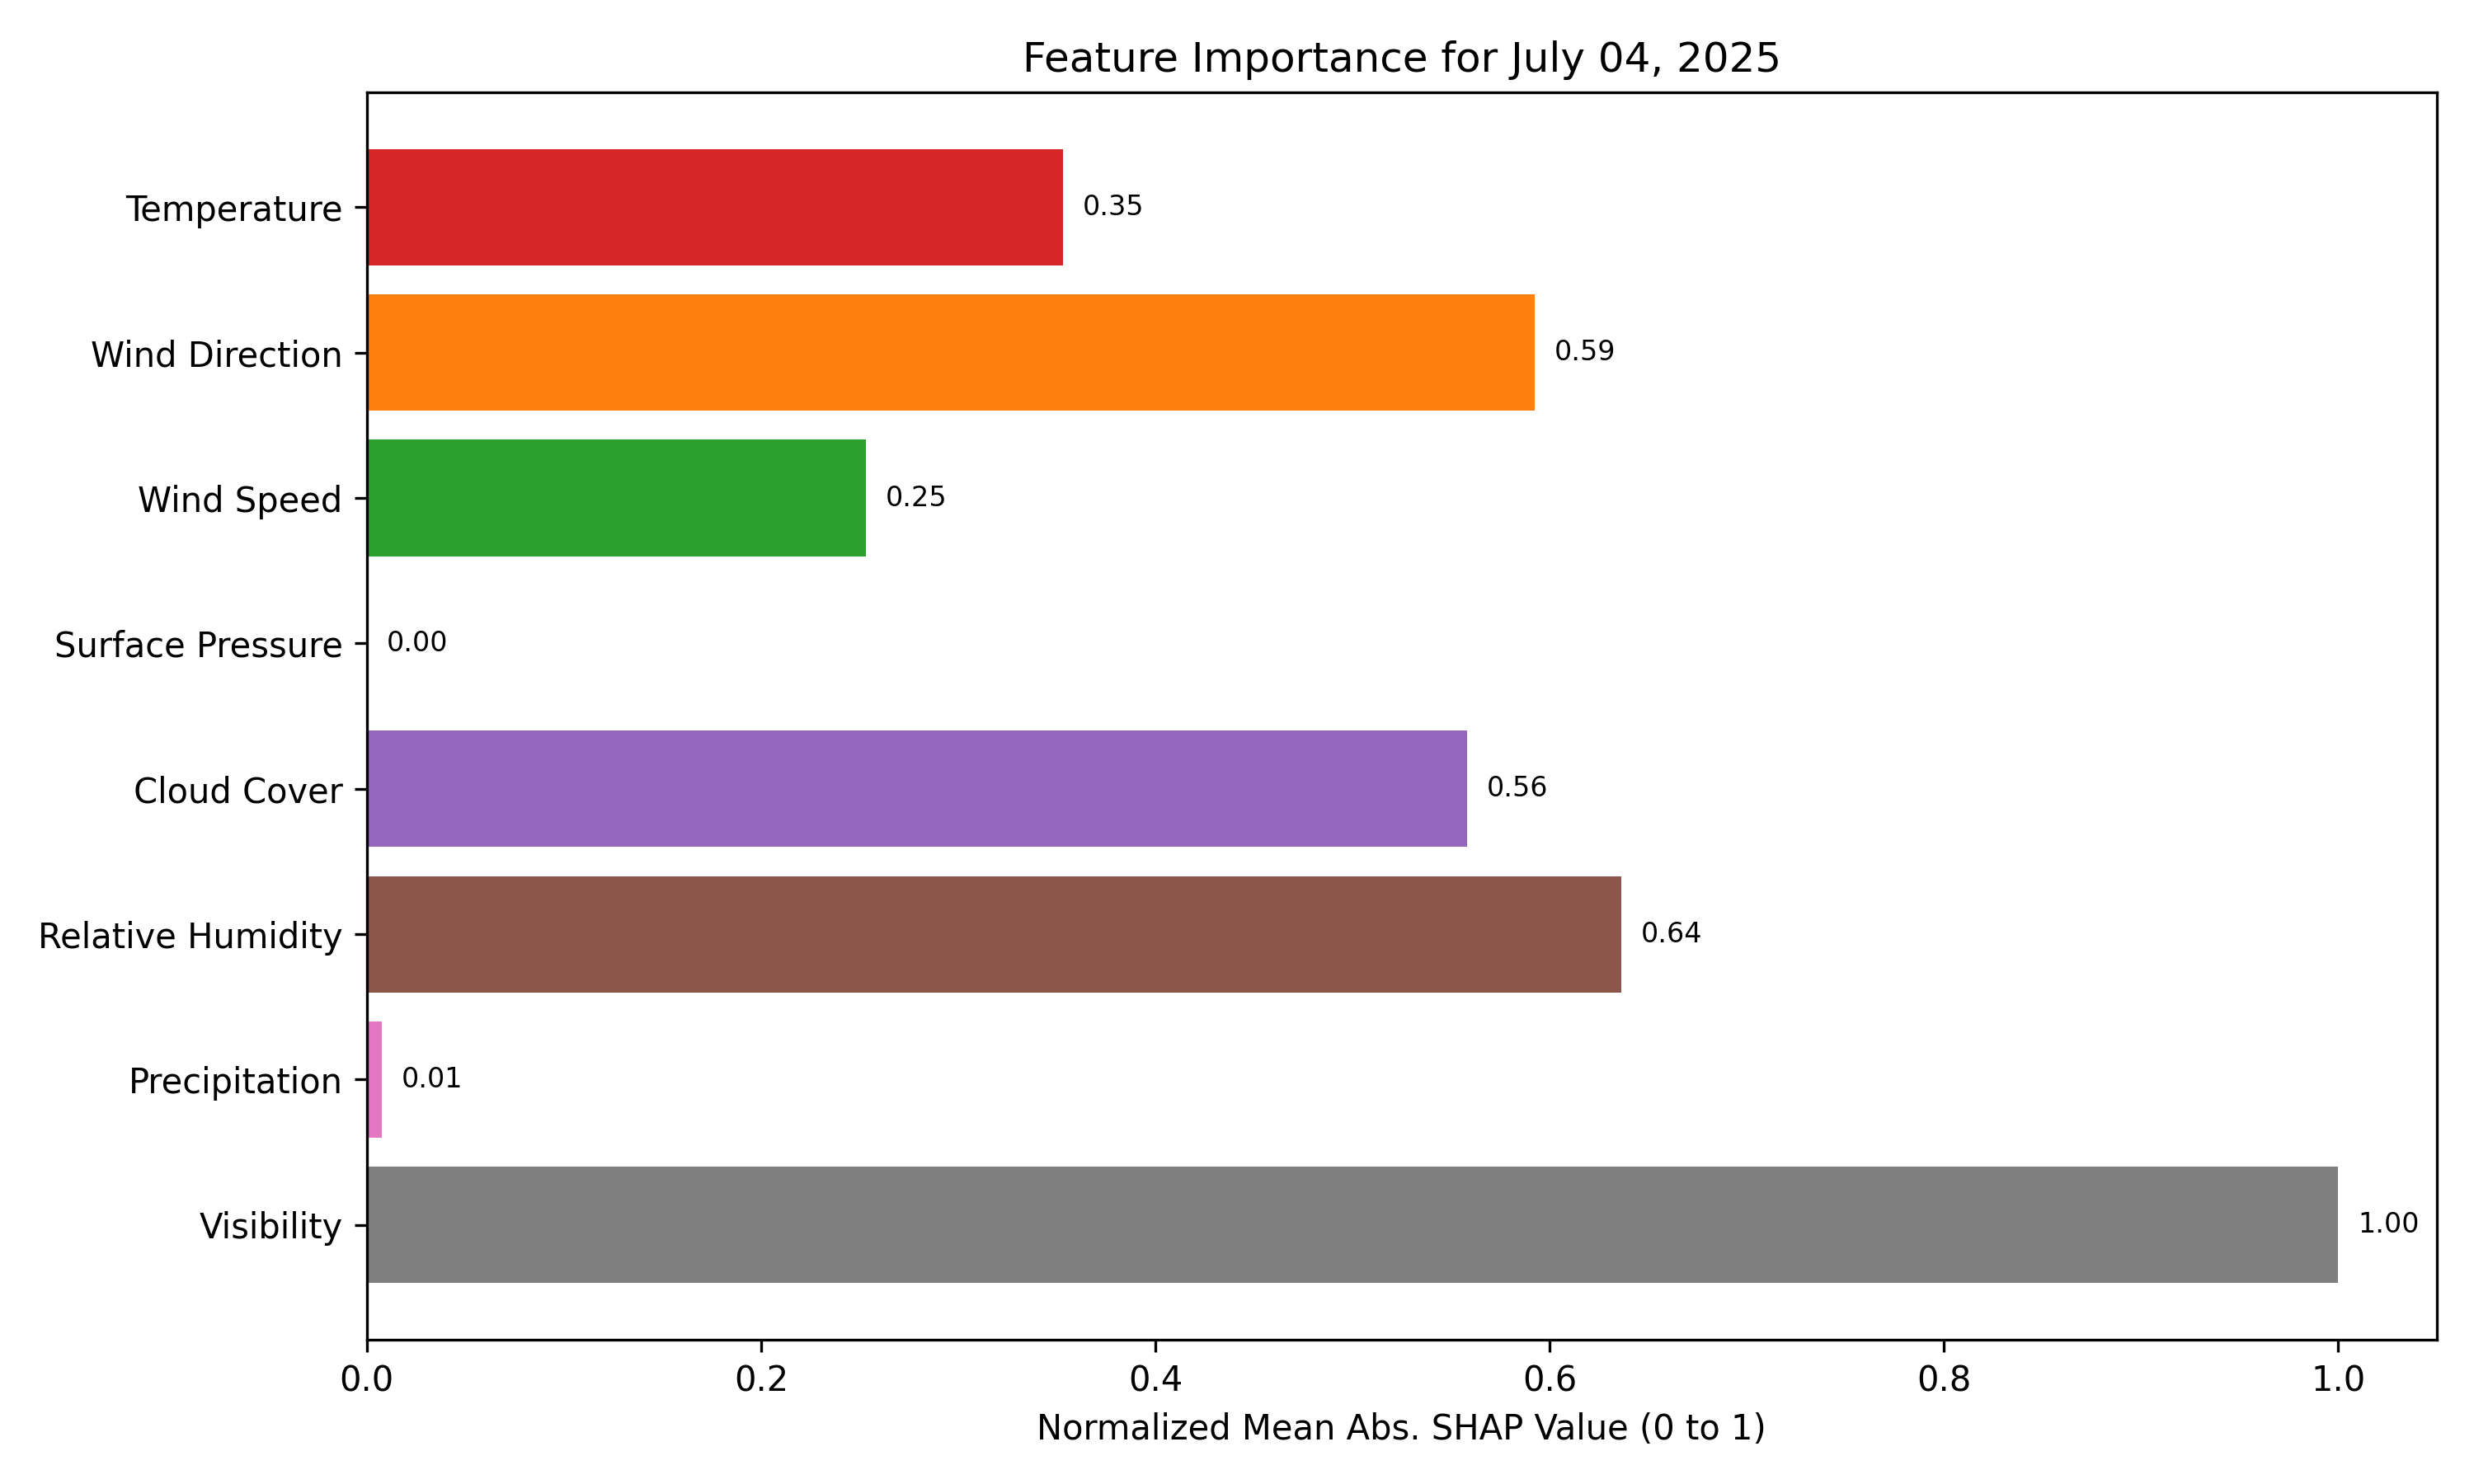 Feature Importance for July 04, 2025
Temperature 0.35
Wind Direction 0.59
Wind Speed 0.25
Surface Pressure 0.00
Cloud Cover 0.56
Relative Humidity 0.64
Precipitation 0.01
Visibility 1.00
0.0 0.2 0.4 0.6 0.8 1.0
Normalized Mean Abs. SHAP Value (0 to 1)